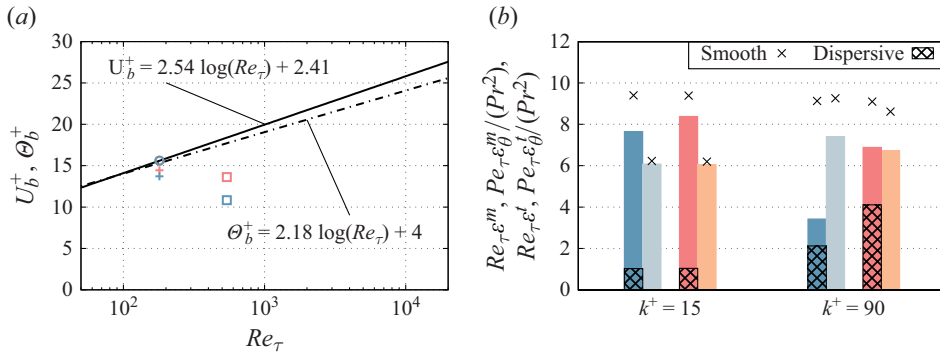 (a)
30
25
20
15
10
5
0
U_b^+, Θ_b^+
U_b^+ = 2.54 log(Re_τ) + 2.41
Θ_b^+ = 2.18 log(Re_τ) + 4
10^2
10^3
10^4
Re_τ
(b)
12
10
8
6
4
2
0
Re_τ ε^m, Pe_τ ε_θ^m/(Pr^2),
Re_τ ε^t, Pe_τ ε_θ^t/(Pr^2)
Smooth × Dispersive
k^+ = 15
k^+ = 90